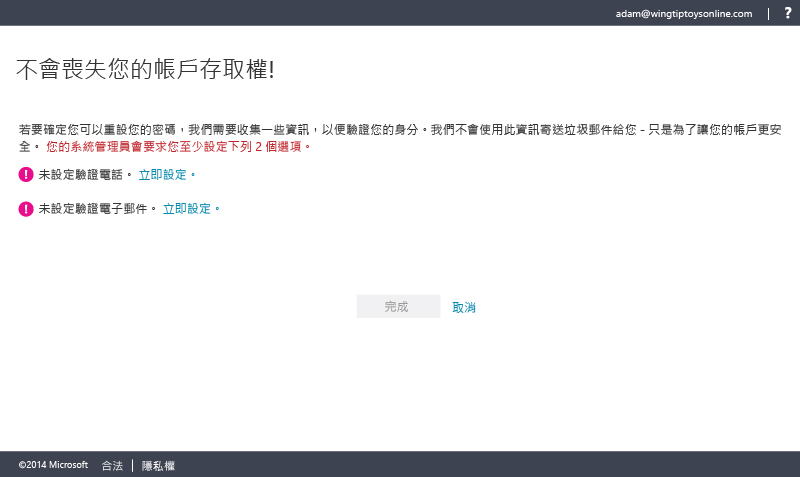 adam@wingtiptoysonline.com | ?
不會喪失您的帳戶存取權!
若要確定您可以重設您的密碼，我們需要收集一些資訊，以便驗證您的身分。我們不會使用此資訊寄送垃圾郵件給您 - 只是為了讓您的帳戶更安
全。 您的系統管理員會要求您至少設定下列 2 個選項。
! 未設定驗證電話。 立即設定。
! 未設定驗證電子郵件。 立即設定。
完成 取消
©2014 Microsoft 合法 | 隱私權